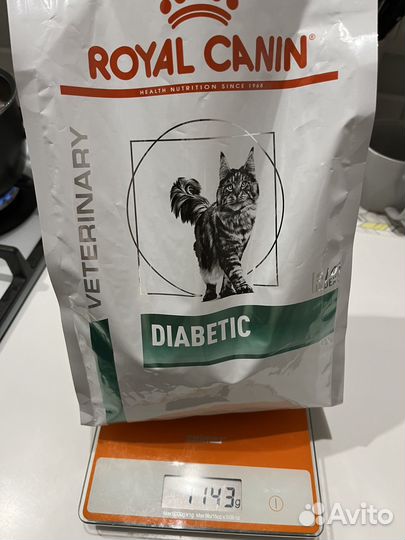 ROYAL CANIN
HEALTH NUTRITION SINCE 1968
VETERINARY
DIABETIC
1143g
Avito